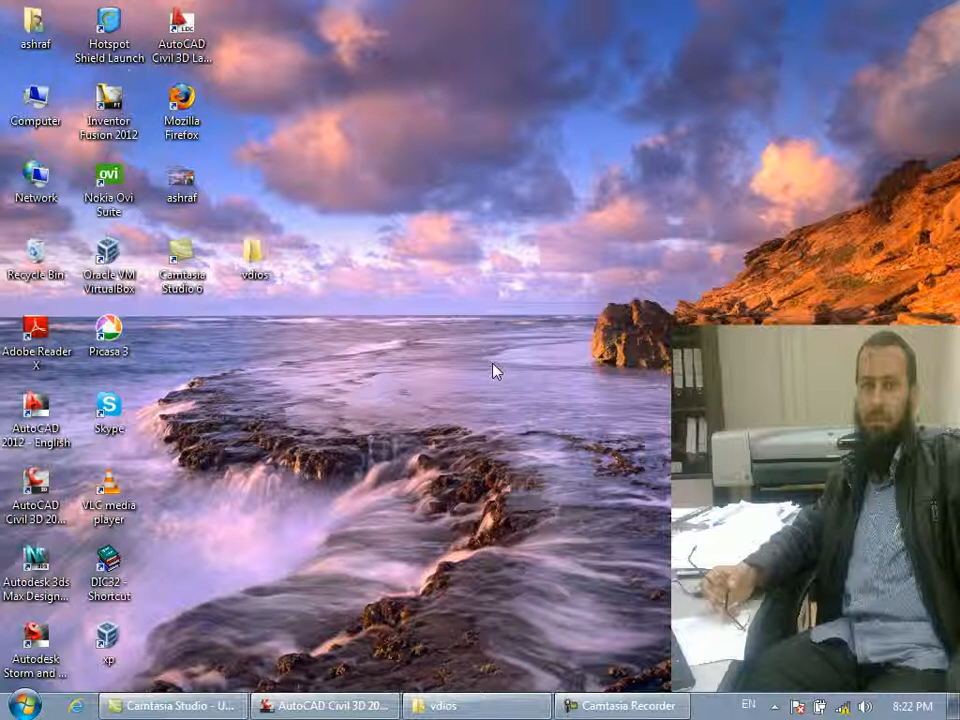 ashraf
Hotspot
Shield Launch
AutoCAD
Civil 3D La...
LDC
Computer
Inventor
Fusion 2012
FT
Mozilla
Firefox
Network
ovi
Nokia Ovi
Suite
ashraf
Recycle Bin
Oracle VM
VirtualBox
Camtasia
Studio 6
vdios
Adobe Reader
X
Picasa 3
AutoCAD
2012 - English
Skype
AutoCAD
Civil 3D 20...
VLC media
player
Autodesk 3ds
Max Design...
DIC32 -
Shortcut
Autodesk
Storm and ...
xp
Camtasia Studio - U...
AutoCAD Civil 3D 20...
vdios
Camtasia Recorder
EN
8:22 PM